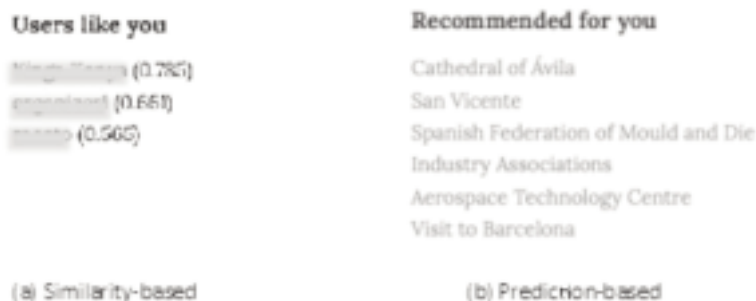 Users like you
(0.785)
(0.651)
(0.565)
(a) Similarity-based
Recommended for you
Cathedral of Ávila
San Vicente
Spanish Federation of Mould and Die
Industry Associations
Aerospace Technology Centre
Visit to Barcelona
(b) Prediction-based